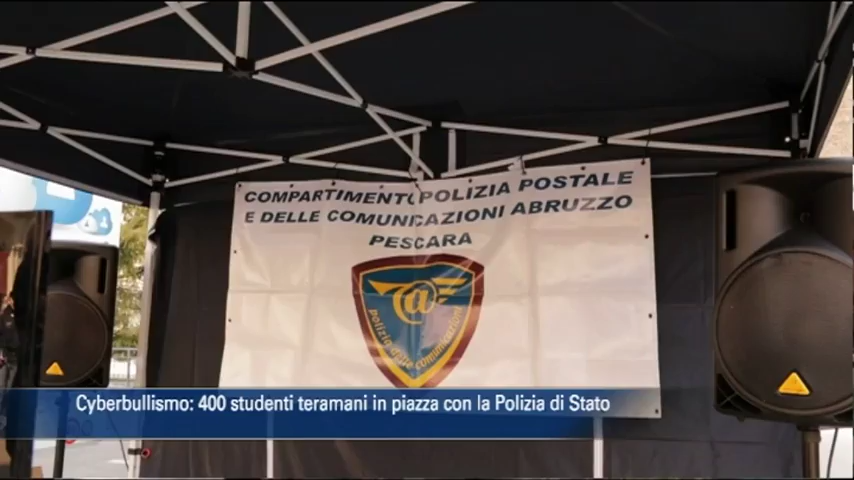 COMPARTIMENTO POLIZIA POSTALE
E DELLE COMUNICAZIONI ABRUZZO
PESCARA
@
polizia delle comunicazioni
Cyberbullismo: 400 studenti teramani in piazza con la Polizia di Stato